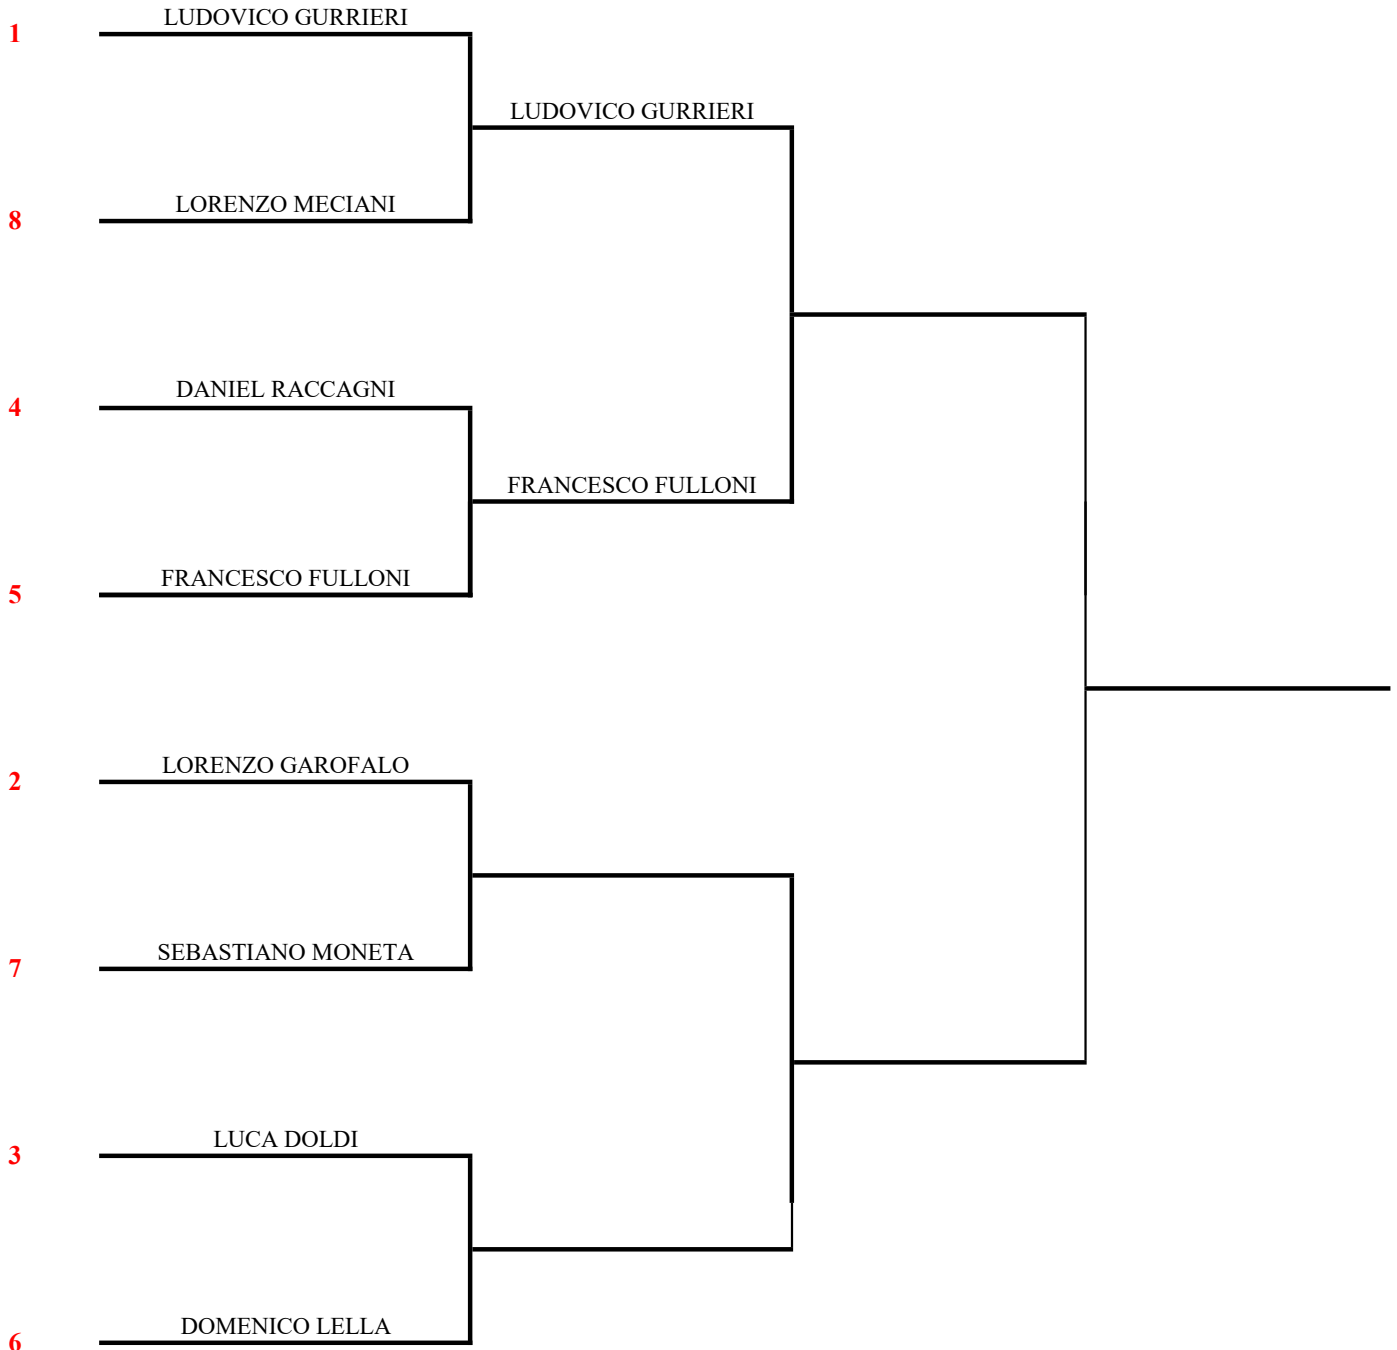 LUDOVICO GURRIERI
1
LUDOVICO GURRIERI
LORENZO MECIANI
8
DANIEL RACCAGNI
4
FRANCESCO FULLONI
FRANCESCO FULLONI
5
LORENZO GAROFALO
2
SEBASTIANO MONETA
7
LUCA DOLDI
3
DOMENICO LELLA
6